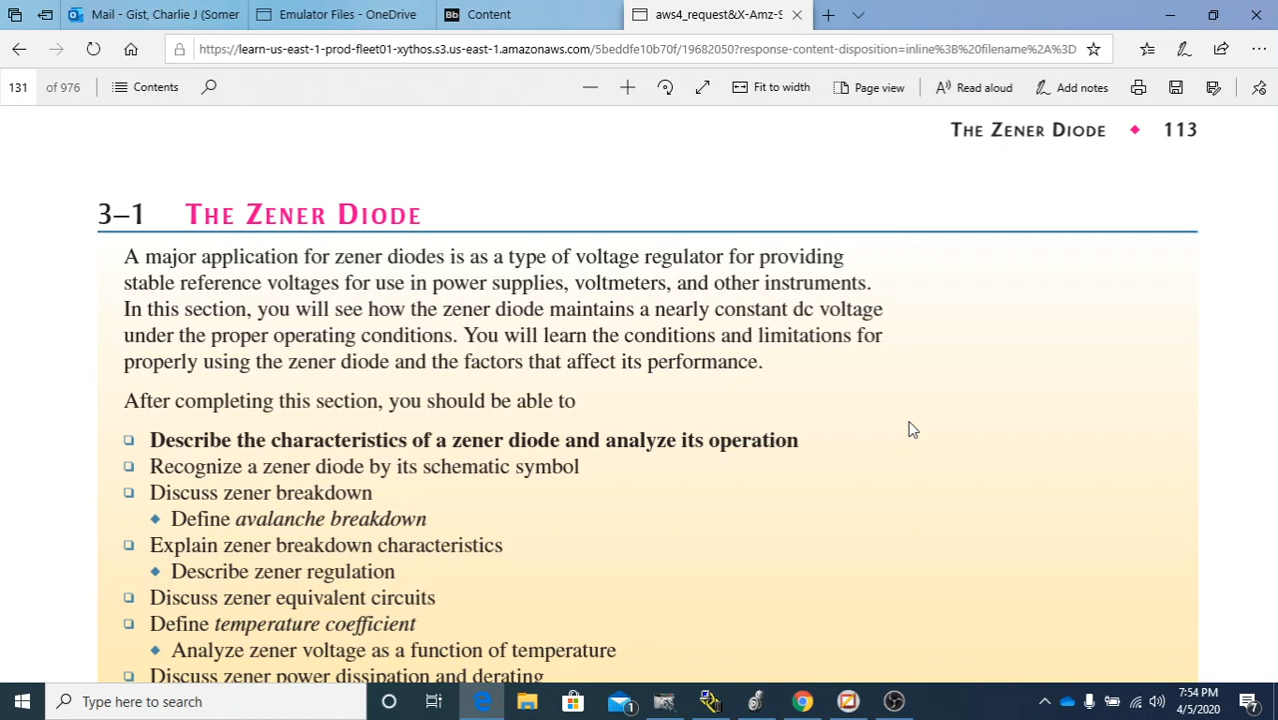 Mail - Gist, Charlie J (Somer
Emulator Files - OneDrive
Bb Content
aws4_request&X-Amz-S
https://learn-us-east-1-prod-fleet01-xythos.s3.us-east-1.amazonaws.com/5beddfe10b70f/19682050?response-content-disposition=inline%3B%20filename%2A%3D
131 of 976 Contents Fit to width Page view Read aloud Add notes
THE ZENER DIODE ◆ 113
3–1 THE ZENER DIODE
A major application for zener diodes is as a type of voltage regulator for providing
stable reference voltages for use in power supplies, voltmeters, and other instruments.
In this section, you will see how the zener diode maintains a nearly constant dc voltage
under the proper operating conditions. You will learn the conditions and limitations for
properly using the zener diode and the factors that affect its performance.
After completing this section, you should be able to
❏ Describe the characteristics of a zener diode and analyze its operation
❏ Recognize a zener diode by its schematic symbol
❏ Discuss zener breakdown
◆ Define avalanche breakdown
❏ Explain zener breakdown characteristics
◆ Describe zener regulation
❏ Discuss zener equivalent circuits
❏ Define temperature coefficient
◆ Analyze zener voltage as a function of temperature
❏ Discuss zener power dissipation and derating
Type here to search
1
7:54 PM
4/5/2020
7